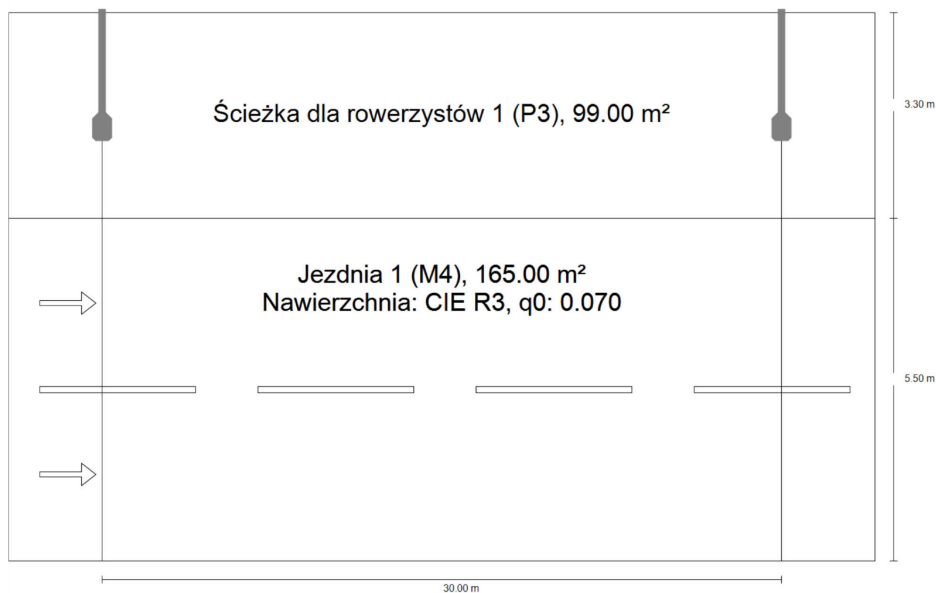 Ścieżka dla rowerzystów 1 (P3), 99.00 m²
3.30 m
Jezdnia 1 (M4), 165.00 m²
Nawierzchnia: CIE R3, q0: 0.070
5.50 m
30.00 m